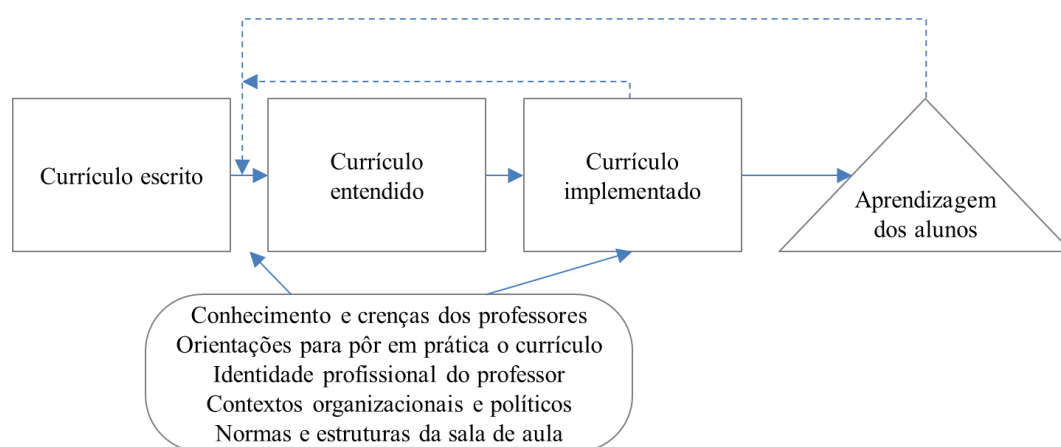 Currículo escrito
Currículo
entendido
Currículo
implementado
Aprendizagem
dos alunos
Conhecimento e crenças dos professores
Orientações para pôr em prática o currículo
Identidade profissional do professor
Contextos organizacionais e políticos
Normas e estruturas da sala de aula